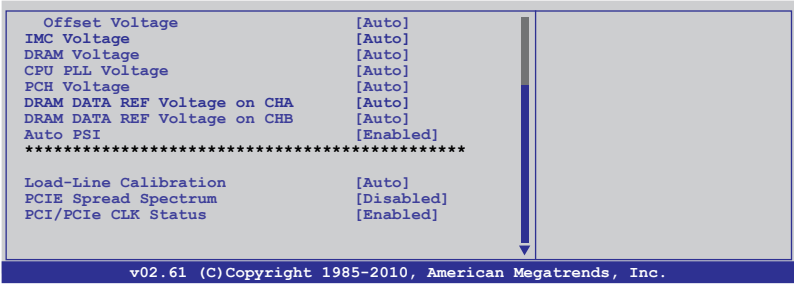 Offset Voltage [Auto]
IMC Voltage [Auto]
DRAM Voltage [Auto]
CPU PLL Voltage [Auto]
PCH Voltage [Auto]
DRAM DATA REF Voltage on CHA [Auto]
DRAM DATA REF Voltage on CHB [Auto]
Auto PSI [Enabled]
***********************************************
Load-Line Calibration [Auto]
PCIE Spread Spectrum [Disabled]
PCI/PCIe CLK Status [Enabled]
v02.61 (C)Copyright 1985-2010, American Megatrends, Inc.